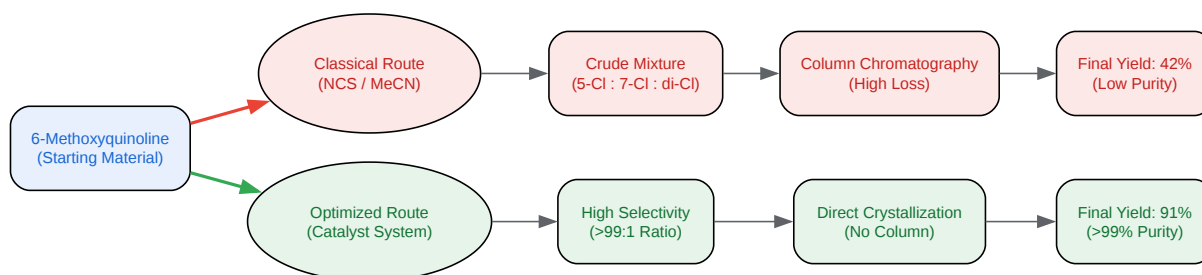 6-Methoxyquinoline
(Starting Material)
Classical Route
(NCS / MeCN)
Crude Mixture
(5-Cl : 7-Cl : di-Cl)
Column Chromatography
(High Loss)
Final Yield: 42%
(Low Purity)
Optimized Route
(Catalyst System)
High Selectivity
(>99:1 Ratio)
Direct Crystallization
(No Column)
Final Yield: 91%
(>99% Purity)